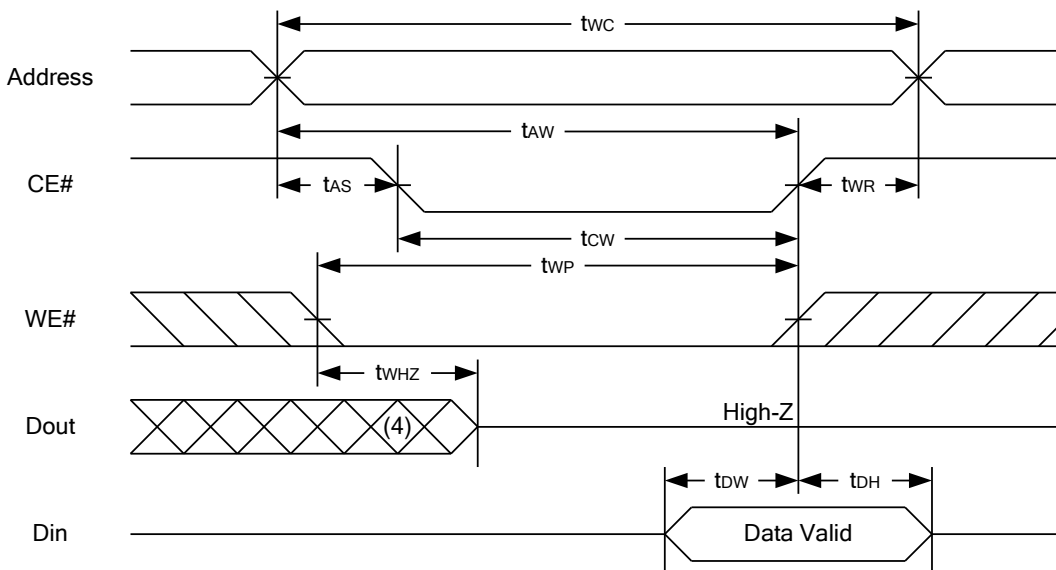 tWC
Address
tAW
CE#
tAS
tWR
tCW
tWP
WE#
tWHZ
Dout
(4)
High-Z
tDW
tDH
Din
Data Valid